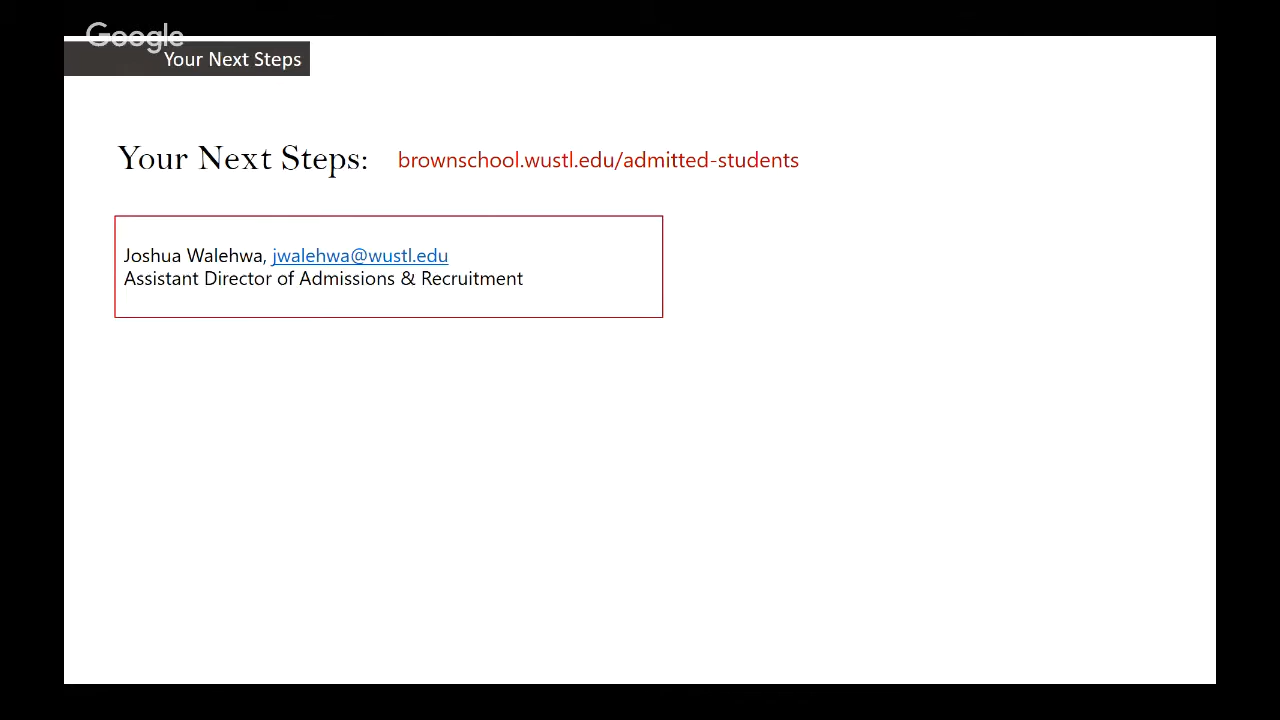 Google
Your Next Steps
Your Next Steps: brownschool.wustl.edu/admitted-students
Joshua Walehwa, jwalehwa@wustl.edu
Assistant Director of Admissions & Recruitment